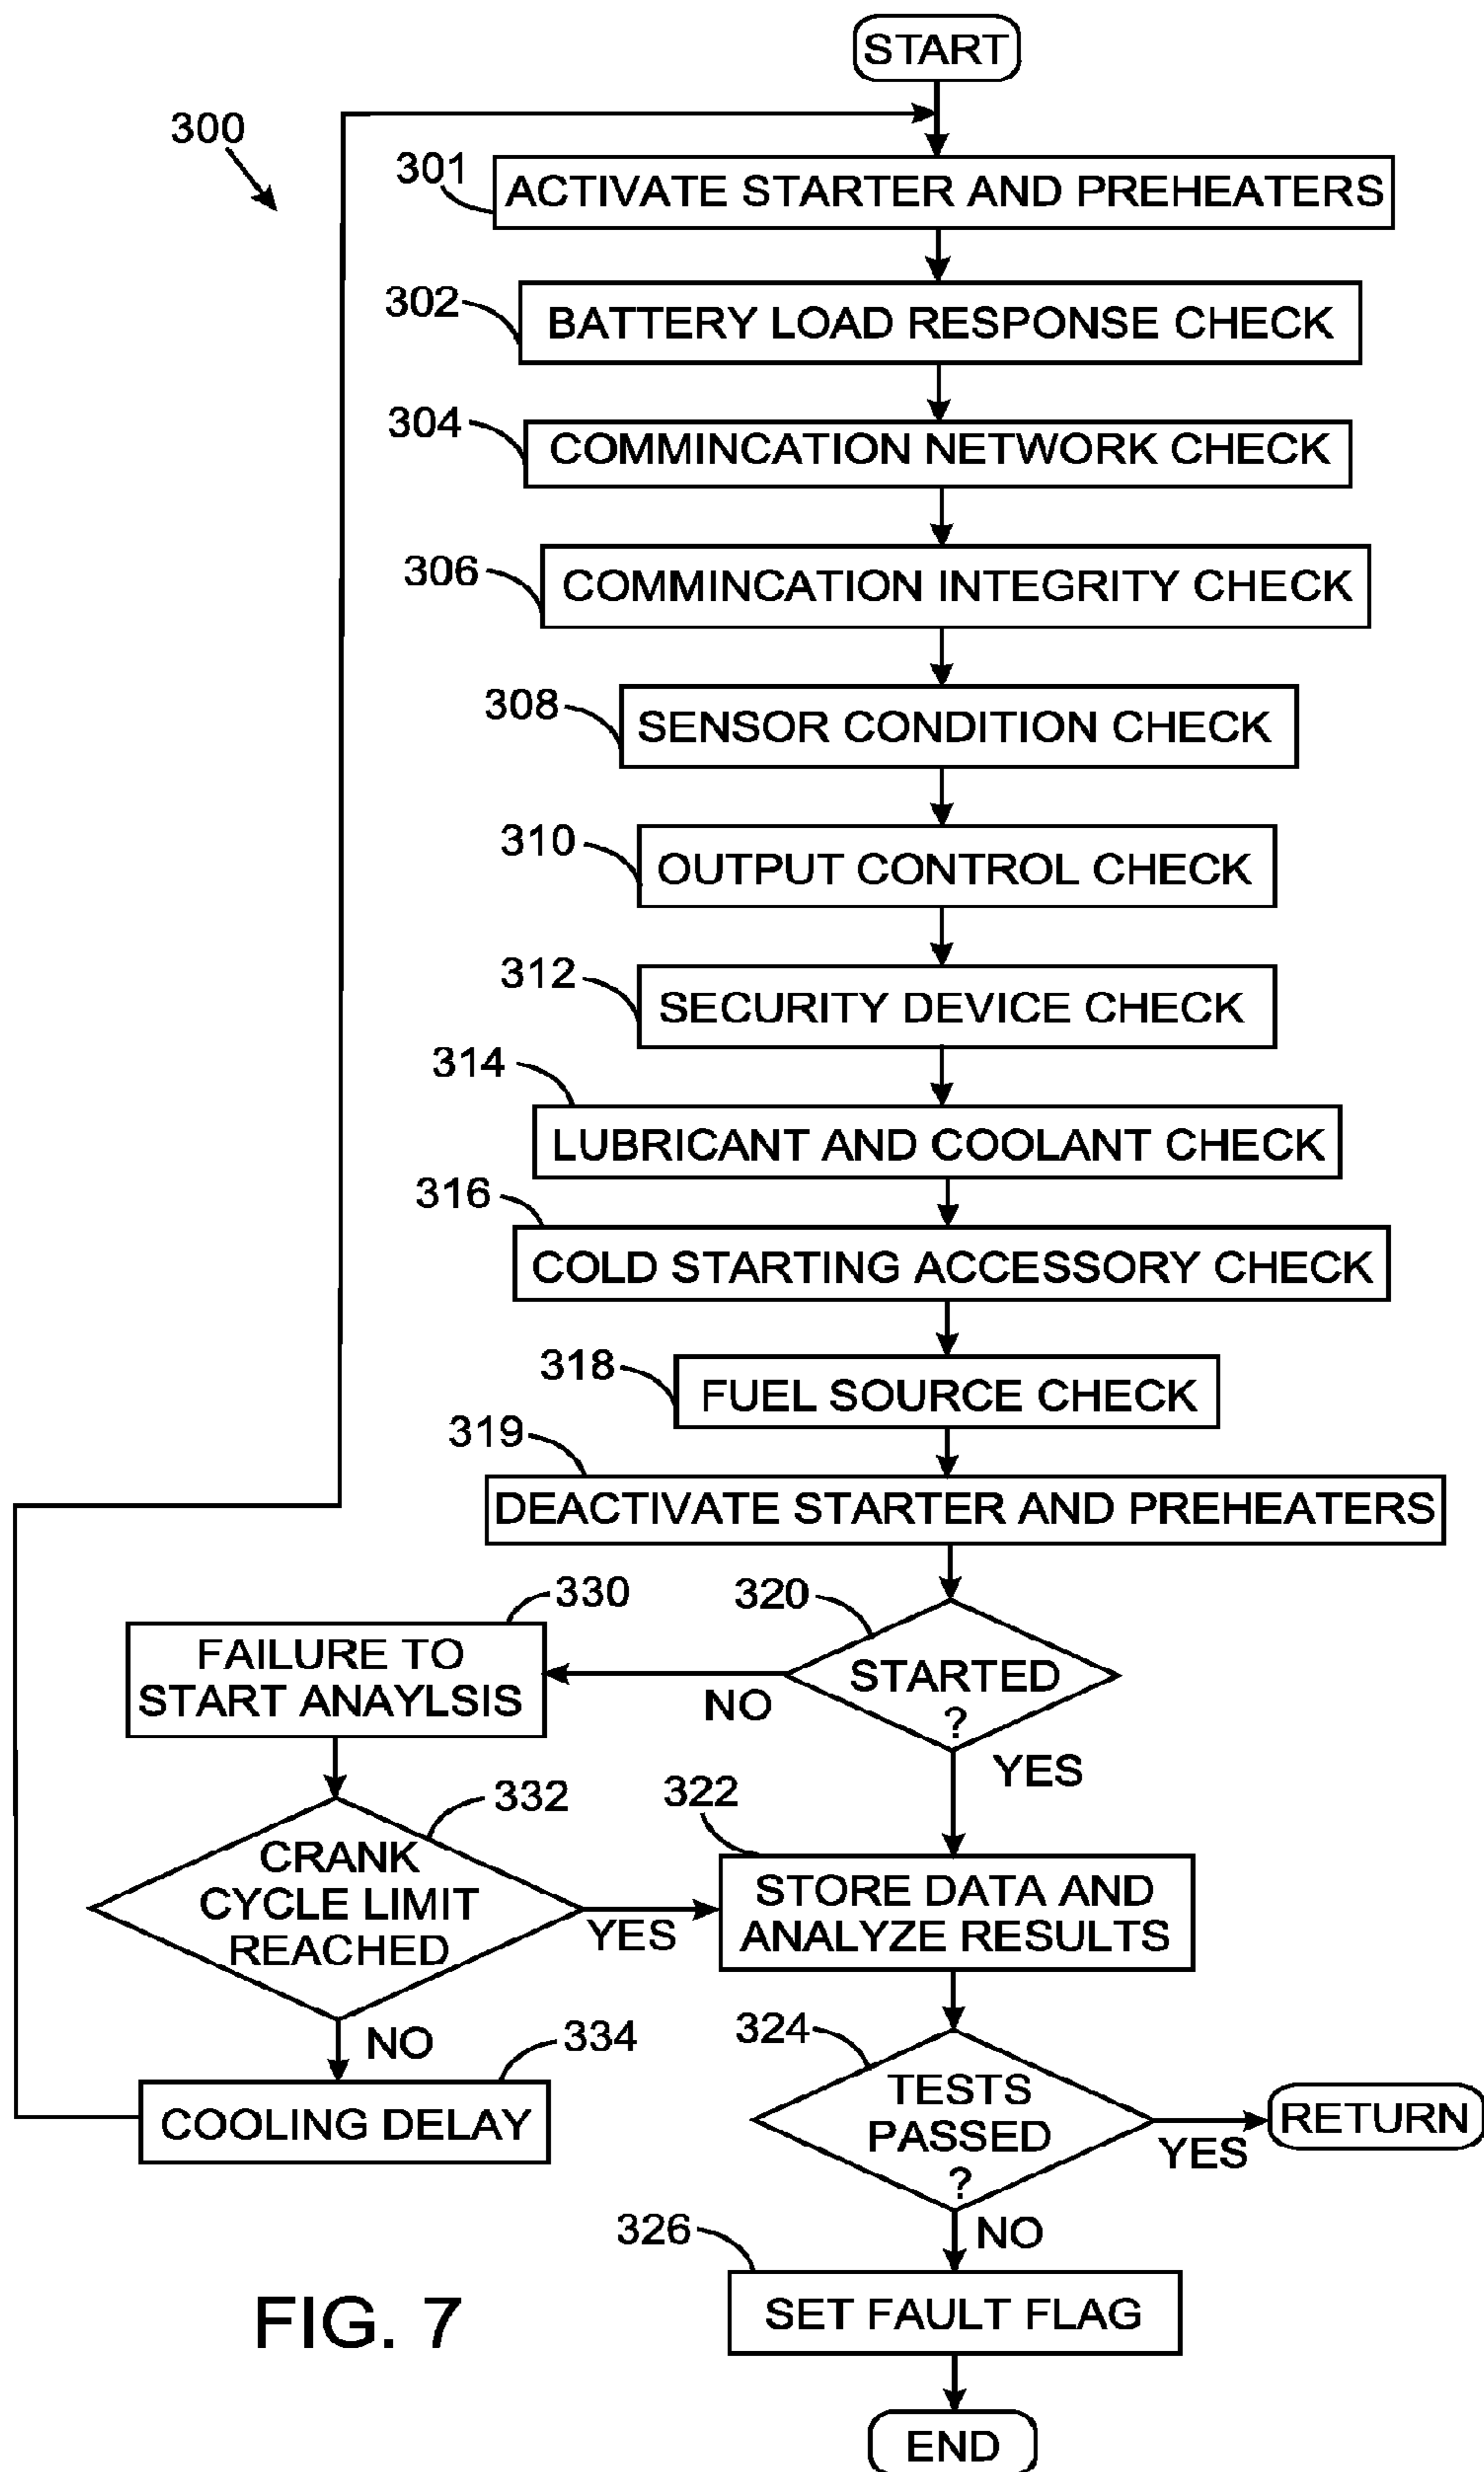 START
300
301
ACTIVATE STARTER AND PREHEATERS
302
BATTERY LOAD RESPONSE CHECK
304
COMMINCATION NETWORK CHECK
306
COMMINCATION INTEGRITY CHECK
308
SENSOR CONDITION CHECK
310
OUTPUT CONTROL CHECK
312
SECURITY DEVICE CHECK
314
LUBRICANT AND COOLANT CHECK
316
COLD STARTING ACCESSORY CHECK
318
FUEL SOURCE CHECK
319
DEACTIVATE STARTER AND PREHEATERS
320
STARTED
?
NO
YES
330
FAILURE TO
START ANAYLSIS
332
CRANK
CYCLE LIMIT
REACHED
YES
NO
334
COOLING DELAY
322
STORE DATA AND
ANALYZE RESULTS
324
TESTS
PASSED
?
YES
RETURN
NO
326
SET FAULT FLAG
END
FIG. 7